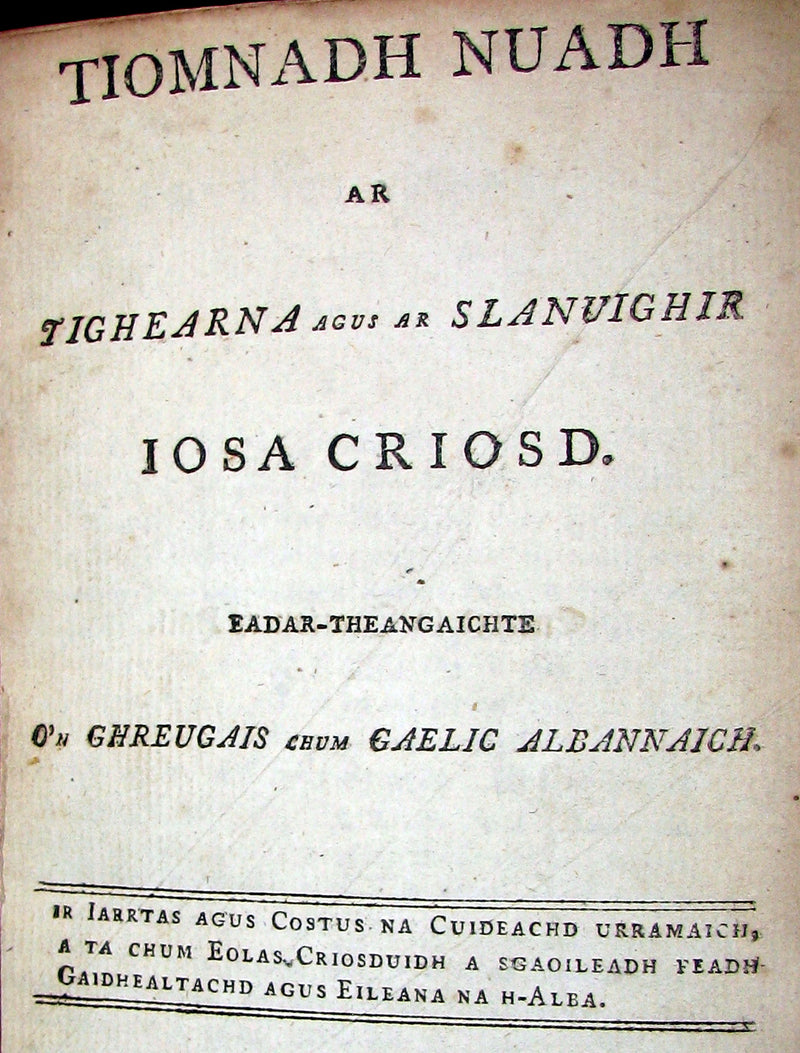 TIOMNADH NUADH
AR
TIGHEARNA AGUS AR SLANUIGHIR
IOSA CRIOSD.
EADAR-THEANGAICHTE
O'N GHREUGAIS CHUM GAELIC ALBANNAICH.
IR IARRTAS AGUS COSTUS NA CUIDEACHD URRAMAICH,
A TA CHUM EOLAS CRIOSDUIDH A SGAOILEADH FEADH
GAIDHEALTACHD AGUS EILEANA NA H-ALBA.